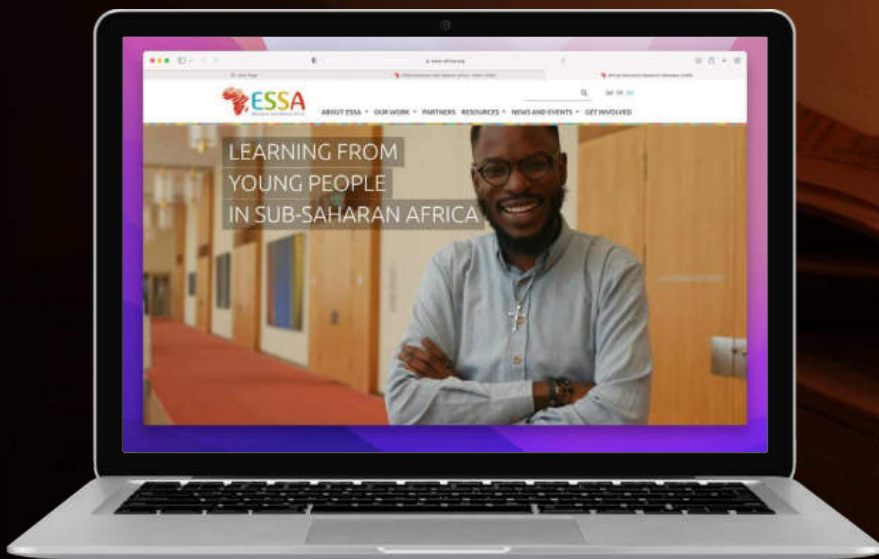 ESSA
ABOUT ESSA OUR WORK PARTNERS RESOURCES NEWS AND EVENTS GET INVOLVED
LEARNING FROM
YOUNG PEOPLE
IN SUB-SAHARAN AFRICA